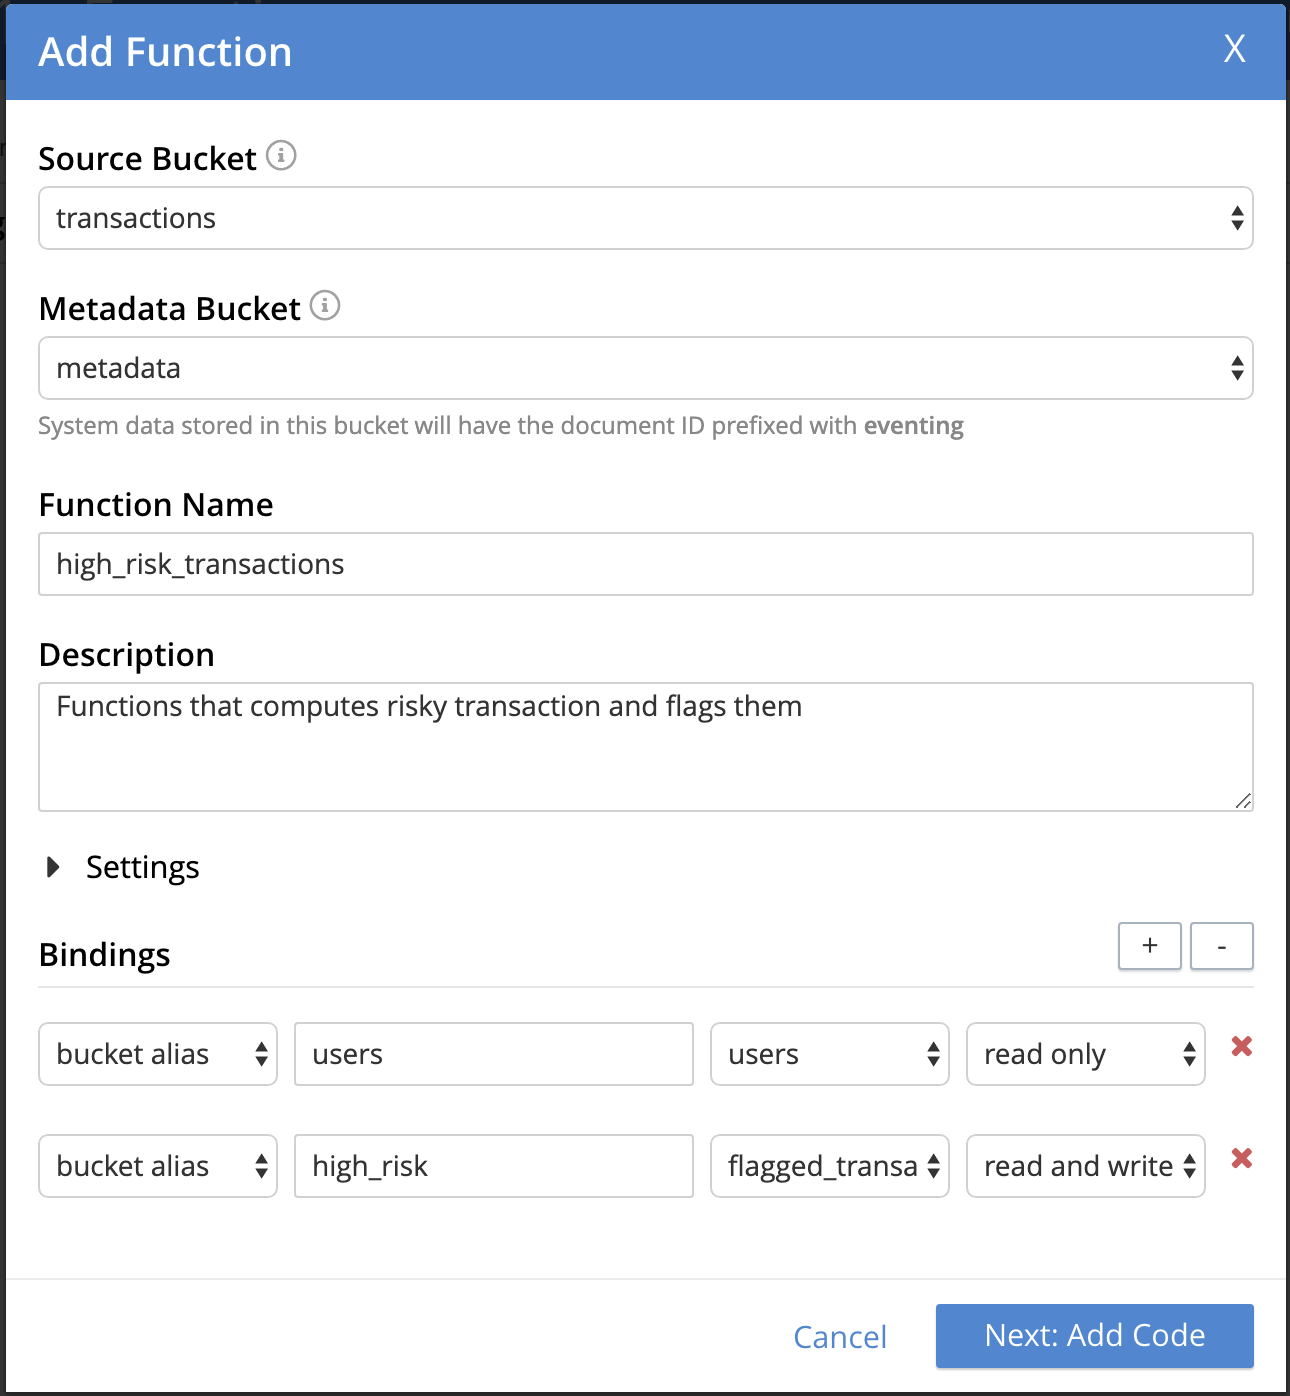 Add Function
X
Source Bucket
transactions
Metadata Bucket
metadata
System data stored in this bucket will have the document ID prefixed with eventing
Function Name
high_risk_transactions
Description
Functions that computes risky transaction and flags them
Settings
Bindings + -
bucket alias users users read only
bucket alias high_risk flagged_transa read and write
Cancel Next: Add Code